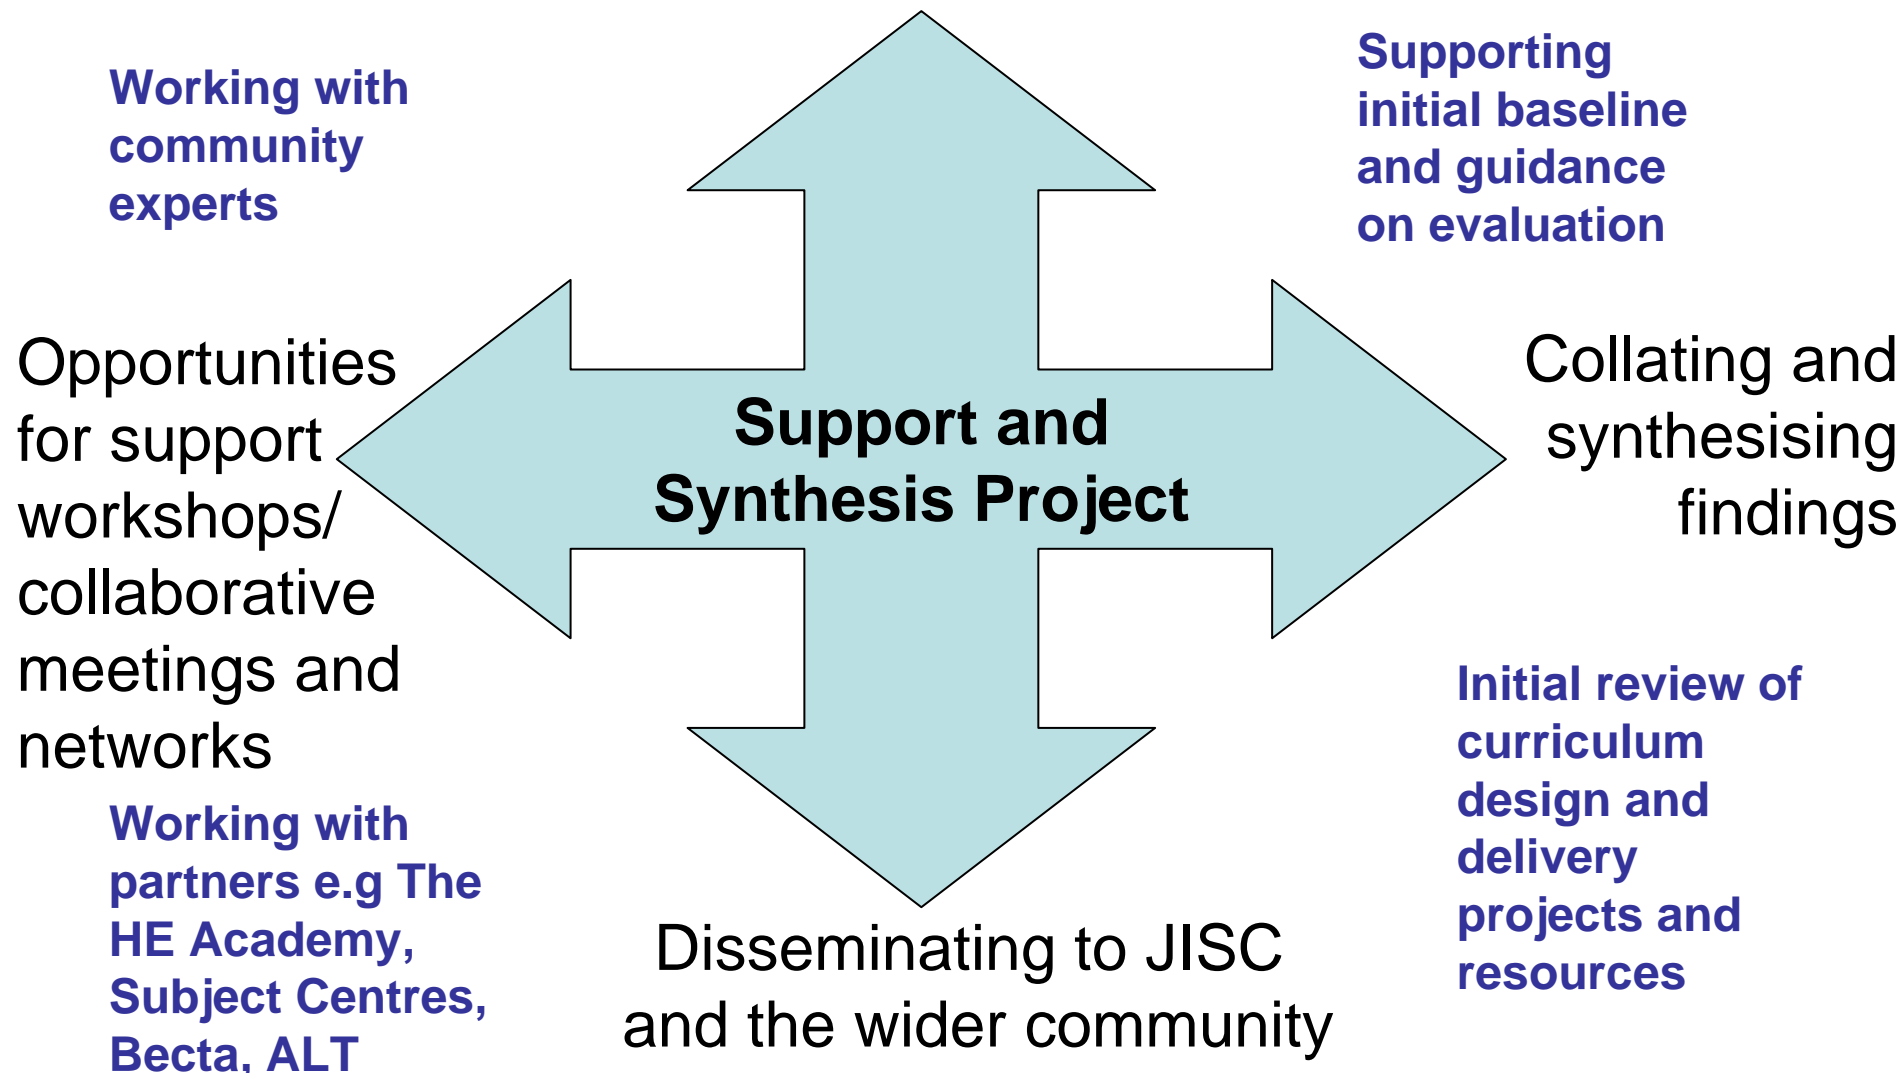 Working with
community
experts
Supporting
initial baseline
and guidance
on evaluation
Opportunities
for support
workshops/
collaborative
meetings and
networks
Support and
Synthesis Project
Collating and
synthesising
findings
Working with
partners e.g The
HE Academy,
Subject Centres,
Becta, ALT
Disseminating to JISC
and the wider community
Initial review of
curriculum
design and
delivery
projects and
resources